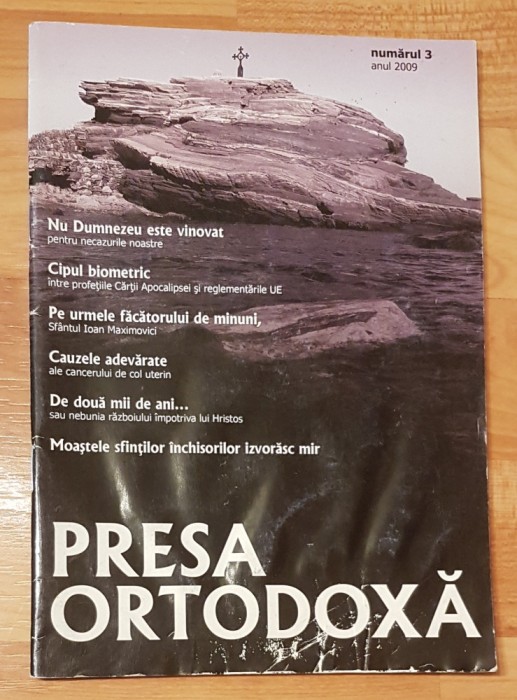 numărul 3
anul 2009
Nu Dumnezeu este vinovat
pentru necazurile noastre
Cipul biometric
între profețiile Cărții Apocalipsei și reglementările UE
Pe urmele făcătorului de minuni,
Sfântul Ioan Maximovici
Cauzele adevărate
ale cancerului de col uterin
De două mii de ani...
sau nebunia războiului împotriva lui Hristos
Moaștele sfinților închisorilor izvorăsc mir
PRESA
ORTODOXĂ